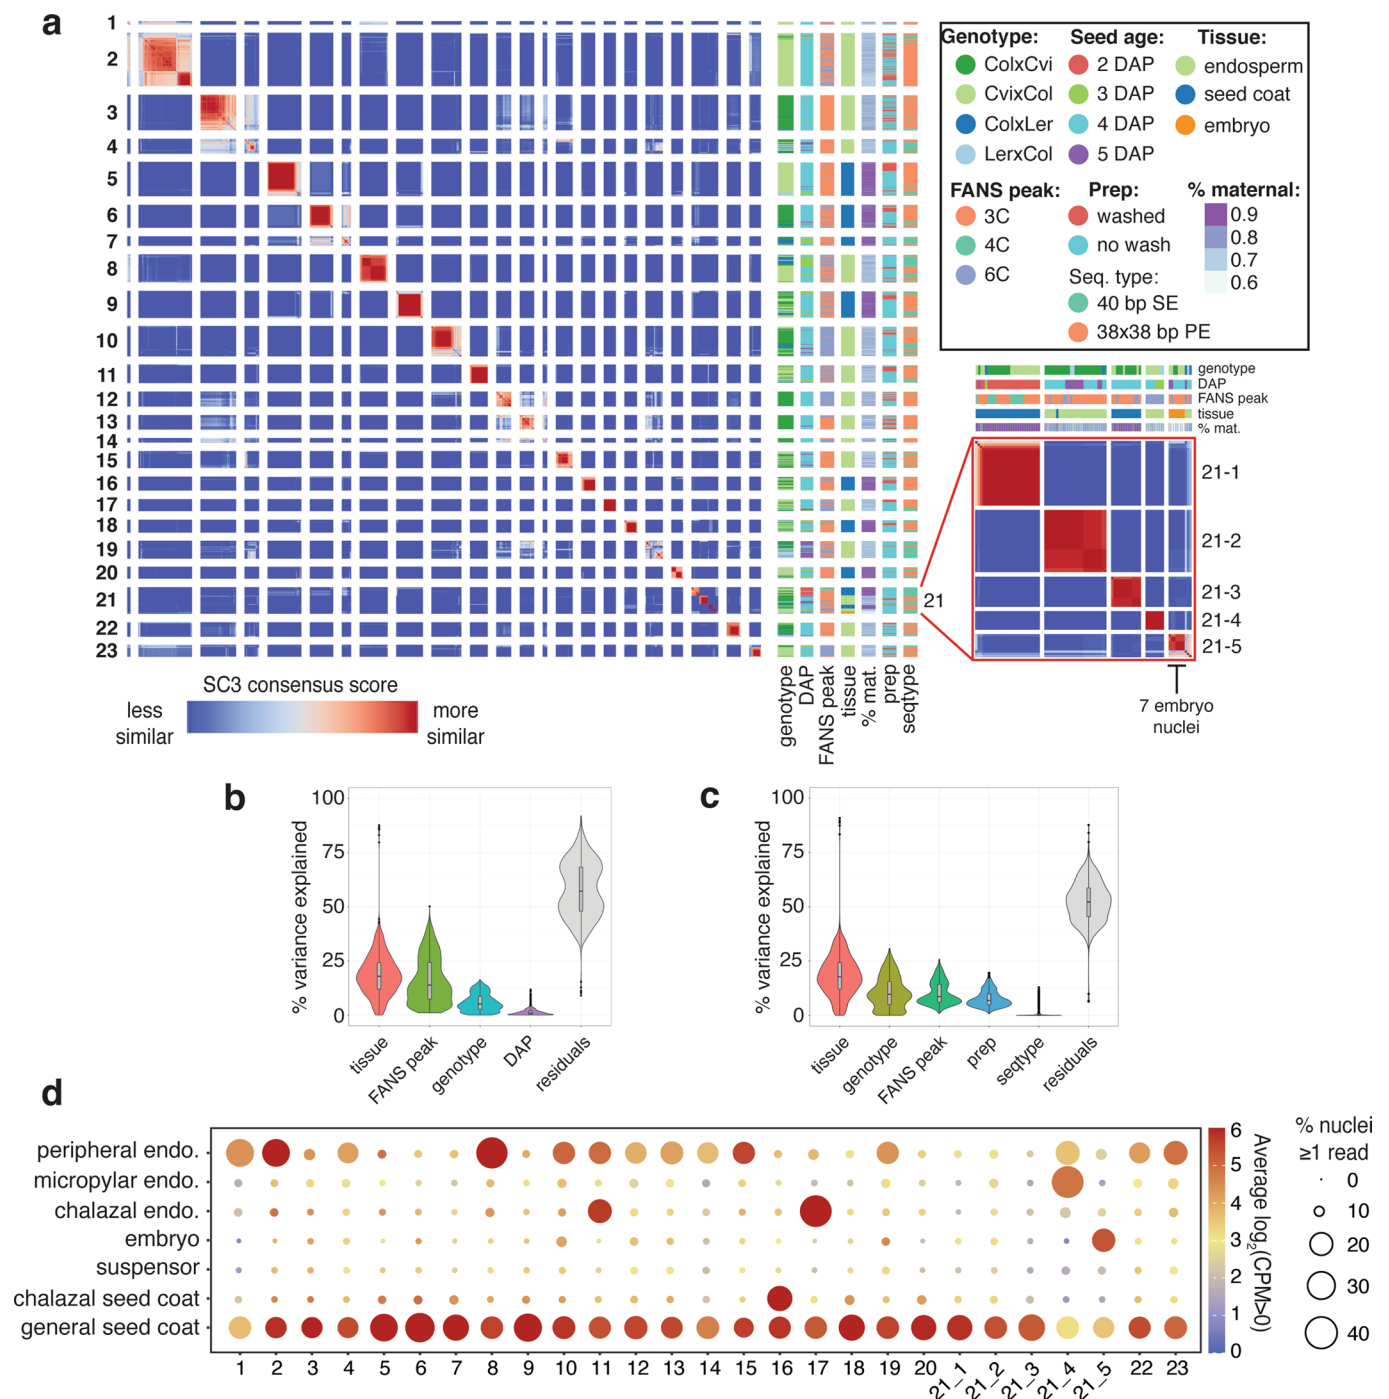 a
1
2
3
4
5
6
7
8
9
10
11
12
13
14
15
16
17
18
19
20
21
22
23
SC3 consensus score
less similar
more similar
genotype
DAP
FANS peak
tissue
% mat.
prep
seqtype
Genotype: Seed age: Tissue:
ColxCvi 2 DAP endosperm
CvixCol 3 DAP seed coat
ColxLer 4 DAP embryo
LerxCol 5 DAP
FANS peak: Prep: % maternal:
3C washed 0.9
4C no wash 0.8
6C 0.7
Seq. type: 0.6
40 bp SE
38x38 bp PE
genotype
DAP
FANS peak
tissue
% mat.
21
21-1
21-2
21-3
21-4
21-5
7 embryo
nuclei
b
% variance explained
100
75
50
25
0
tissue
FANS peak
genotype
DAP
residuals
c
% variance explained
100
75
50
25
0
tissue
genotype
FANS peak
prep
seqtype
residuals
d
peripheral endo.
micropylar endo.
chalazal endo.
embryo
suspensor
chalazal seed coat
general seed coat
1 2 3 4 5 6 7 8 9 10 11 12 13 14 15 16 17 18 19 20 21_1 21_2 21_3 21_4 21_5 22 23
6
5
4
3
2
1
0
Average log2(CPM>0)
% nuclei
≥1 read
0
10
20
30
40